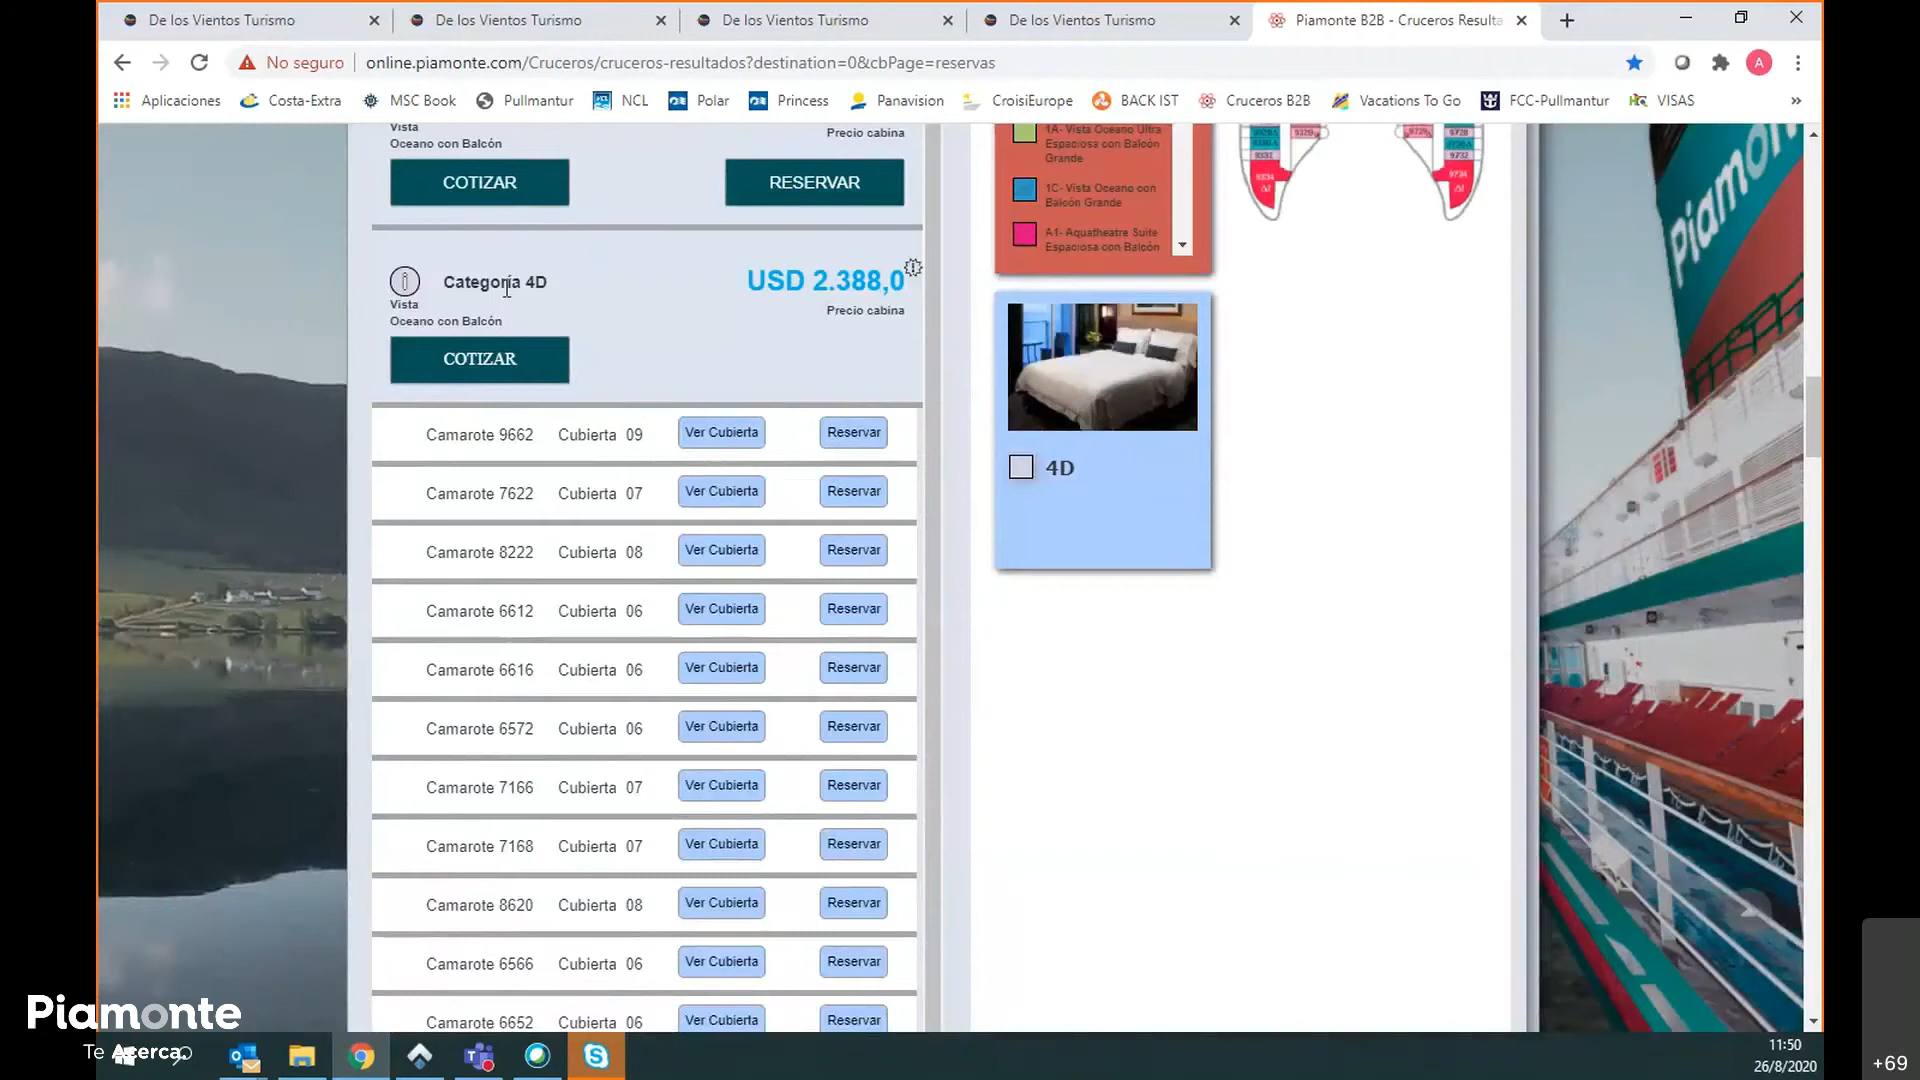 De los Vientos Turismo
De los Vientos Turismo
De los Vientos Turismo
De los Vientos Turismo
Piamonte B2B - Cruceros Resulta
No seguro
online.piamonte.com/Cruceros/cruceros-resultados?destination=0&cbPage=reservas
A
Aplicaciones
Costa-Extra
MSC Book
Pullmantur
NCL
Polar
Princess
Panavision
CroisiEurope
BACK IST
Cruceros B2B
Vacations To Go
FCC-Pullmantur
VISAS
Vista
Oceano con Balcón
Precio cabina
COTIZAR
RESERVAR
Categoría 4D
USD 2.388,0
Vista
Oceano con Balcón
Precio cabina
COTIZAR
Camarote 9662 Cubierta 09 Ver Cubierta Reservar
Camarote 7622 Cubierta 07 Ver Cubierta Reservar
Camarote 8222 Cubierta 08 Ver Cubierta Reservar
Camarote 6612 Cubierta 06 Ver Cubierta Reservar
Camarote 6616 Cubierta 06 Ver Cubierta Reservar
Camarote 6572 Cubierta 06 Ver Cubierta Reservar
Camarote 7166 Cubierta 07 Ver Cubierta Reservar
Camarote 7168 Cubierta 07 Ver Cubierta Reservar
Camarote 8620 Cubierta 08 Ver Cubierta Reservar
Camarote 6566 Cubierta 06 Ver Cubierta Reservar
Camarote 6652 Cubierta 06 Ver Cubierta Reservar
1A- Vista Oceano Ultra
Espaciosa con Balcón
Grande
1C- Vista Oceano con
Balcón Grande
A1- Aquatheatre Suite
Espaciosa con Balcón
4D
9332
9334
9732
9734
Piamon
Piamonte
Te Acerca.
11:50
26/8/2020
+69